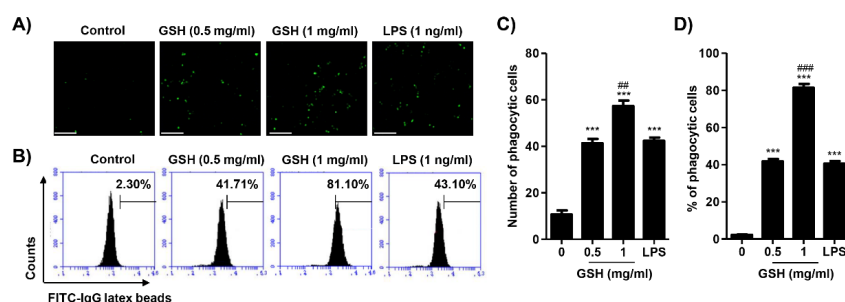 A)
Control GSH (0.5 mg/ml) GSH (1 mg/ml) LPS (1 ng/ml)
B)
Control GSH (0.5 mg/ml) GSH (1 mg/ml) LPS (1 ng/ml)
2.30% 41.71% 81.10% 43.10%
Counts
FITC-IgG latex beads
C)
Number of phagocytic cells
80
60
40
20
0
***
##
***
***
0 0.5 1 LPS
GSH (mg/ml)
D)
% of phagocytic cells
100
80
60
40
20
0
***
###
***
***
0 0.5 1 LPS
GSH (mg/ml)